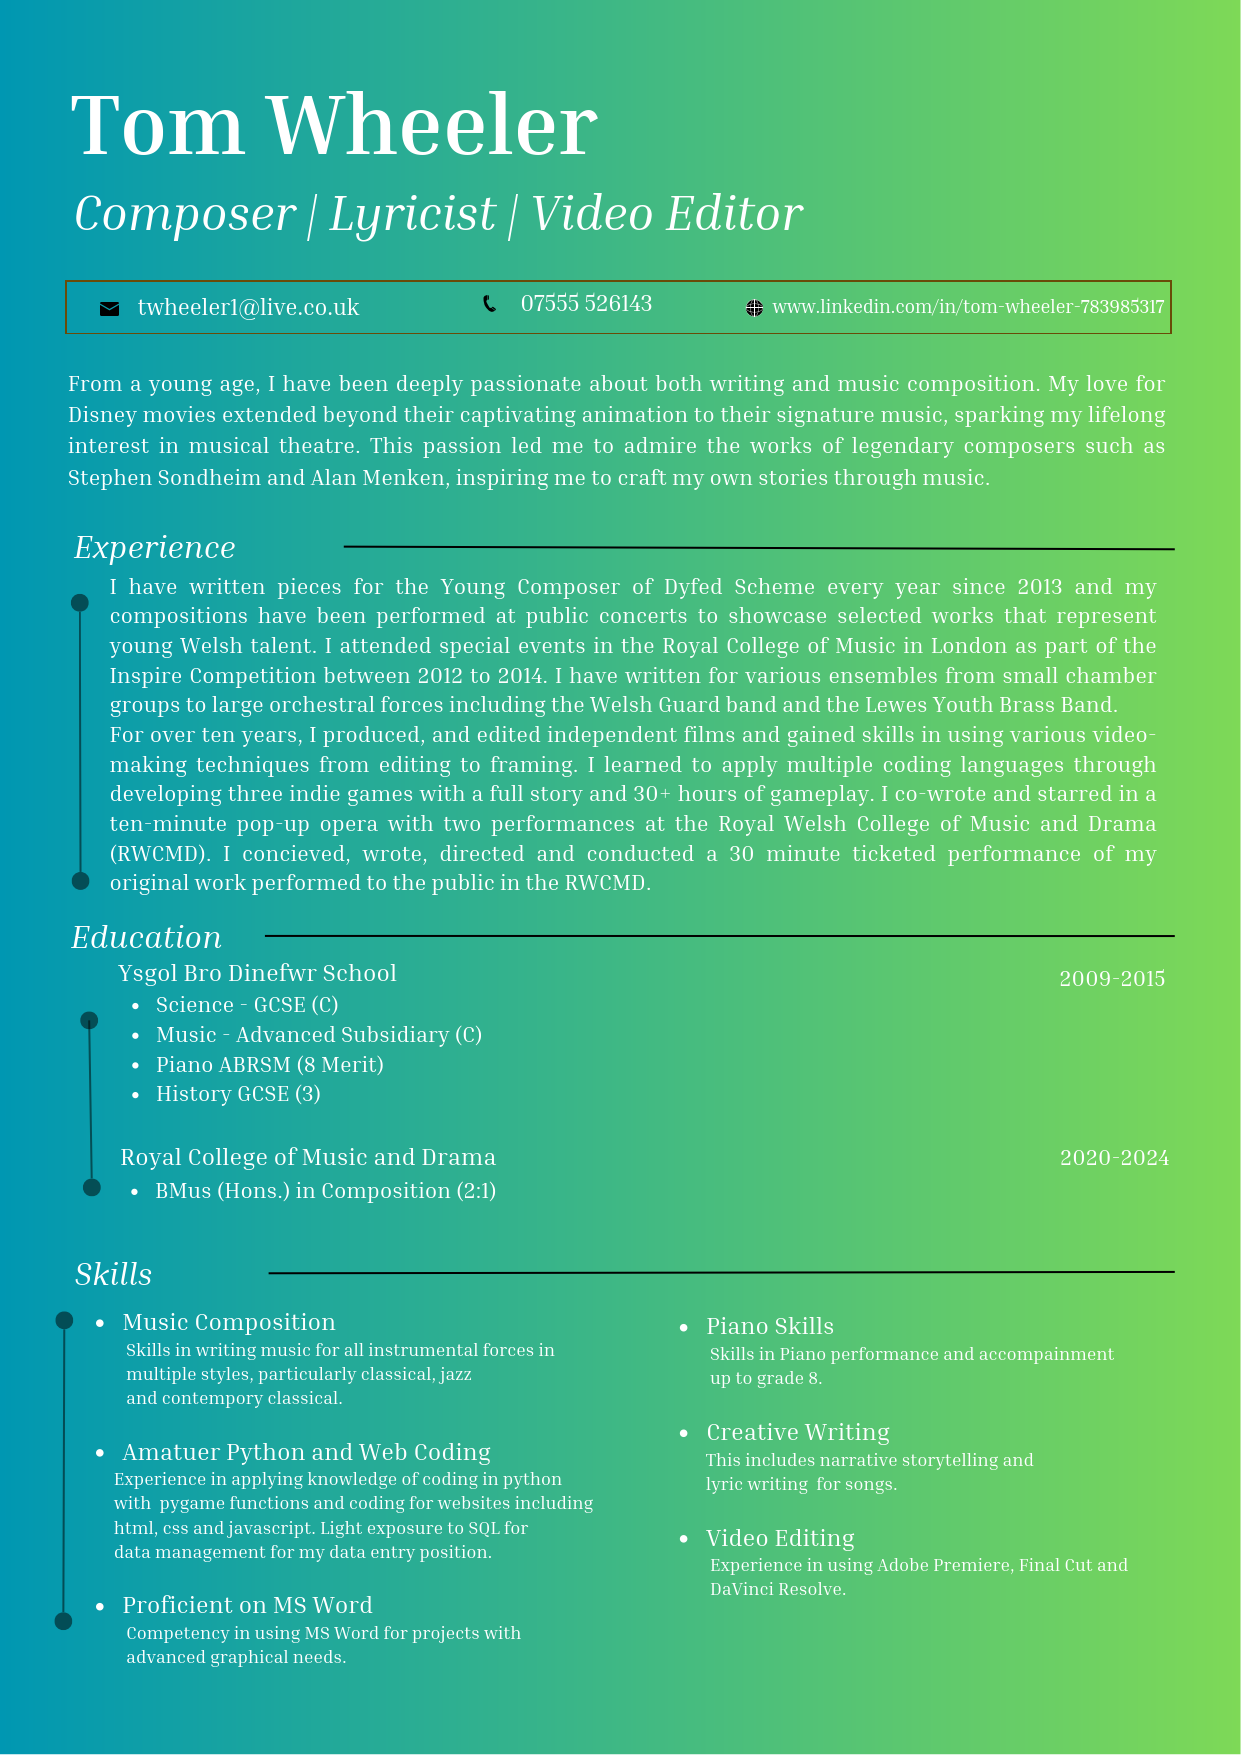 Tom Wheeler
Composer | Lyricist | Video Editor
twheeler1@live.co.uk
07555 526143
www.linkedin.com/in/tom-wheeler-783985317
From a young age, I have been deeply passionate about both writing and music composition. My love for
Disney movies extended beyond their captivating animation to their signature music, sparking my lifelong
interest in musical theatre. This passion led me to admire the works of legendary composers such as
Stephen Sondheim and Alan Menken, inspiring me to craft my own stories through music.
Experience
I have written pieces for the Young Composer of Dyfed Scheme every year since 2013 and my
compositions have been performed at public concerts to showcase selected works that represent
young Welsh talent. I attended special events in the Royal College of Music in London as part of the
Inspire Competition between 2012 to 2014. I have written for various ensembles from small chamber
groups to large orchestral forces including the Welsh Guard band and the Lewes Youth Brass Band.
For over ten years, I produced, and edited independent films and gained skills in using various video-
making techniques from editing to framing. I learned to apply multiple coding languages through
developing three indie games with a full story and 30+ hours of gameplay. I co-wrote and starred in a
ten-minute pop-up opera with two performances at the Royal Welsh College of Music and Drama
(RWCMD). I concieved, wrote, directed and conducted a 30 minute ticketed performance of my
original work performed to the public in the RWCMD.
Education
Ysgol Bro Dinefwr School
2009-2015
• Science - GCSE (C)
• Music - Advanced Subsidiary (C)
• Piano ABRSM (8 Merit)
• History GCSE (3)
Royal College of Music and Drama
2020-2024
• BMus (Hons.) in Composition (2:1)
Skills
• Music Composition
Skills in writing music for all instrumental forces in
multiple styles, particularly classical, jazz
and contempory classical.
• Amatuer Python and Web Coding
Experience in applying knowledge of coding in python
with pygame functions and coding for websites including
html, css and javascript. Light exposure to SQL for
data management for my data entry position.
• Proficient on MS Word
Competency in using MS Word for projects with
advanced graphical needs.
• Piano Skills
Skills in Piano performance and accompainment
up to grade 8.
• Creative Writing
This includes narrative storytelling and
lyric writing for songs.
• Video Editing
Experience in using Adobe Premiere, Final Cut and
DaVinci Resolve.